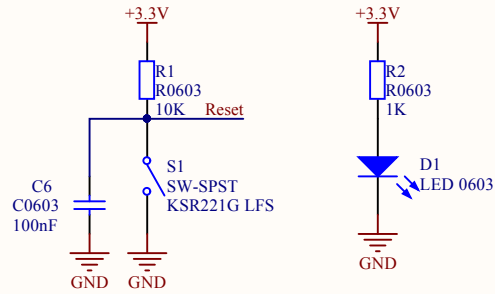 +3.3V
R1
R0603
10K
Reset
S1
SW-SPST
KSR221G LFS
C6
C0603
100nF
GND
GND
+3.3V
R2
R0603
1K
D1
LED 0603
GND